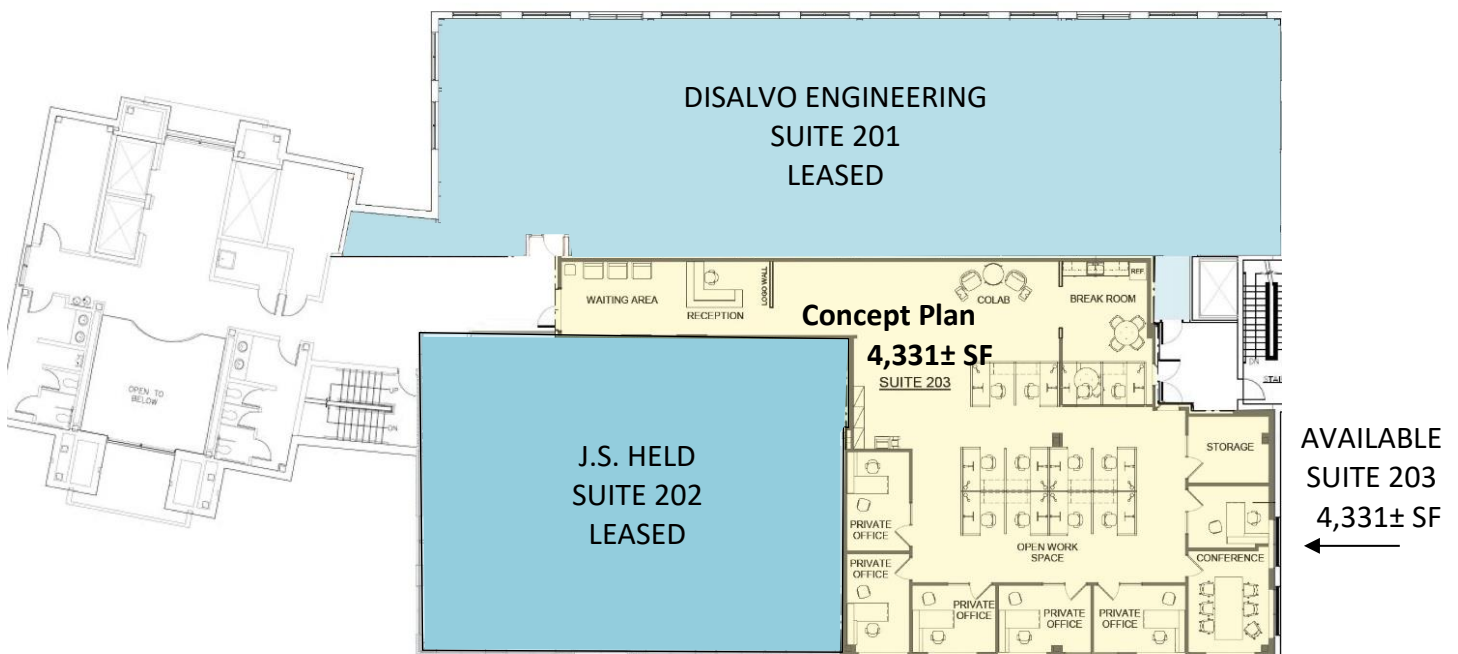 DISALVO ENGINEERING
SUITE 201
LEASED
WAITING AREA
RECEPTION
LOGO WALL
COLAB
BREAK ROOM
REF.
Concept Plan
4,331± SF
SUITE 203
OPEN TO
BELOW
UP
DN
DN
J.S. HELD
SUITE 202
LEASED
STORAGE
AVAILABLE
SUITE 203
4,331± SF
PRIVATE
OFFICE
OPEN WORK
SPACE
CONFERENCE
PRIVATE
OFFICE
PRIVATE
OFFICE
PRIVATE
OFFICE
PRIVATE
OFFICE